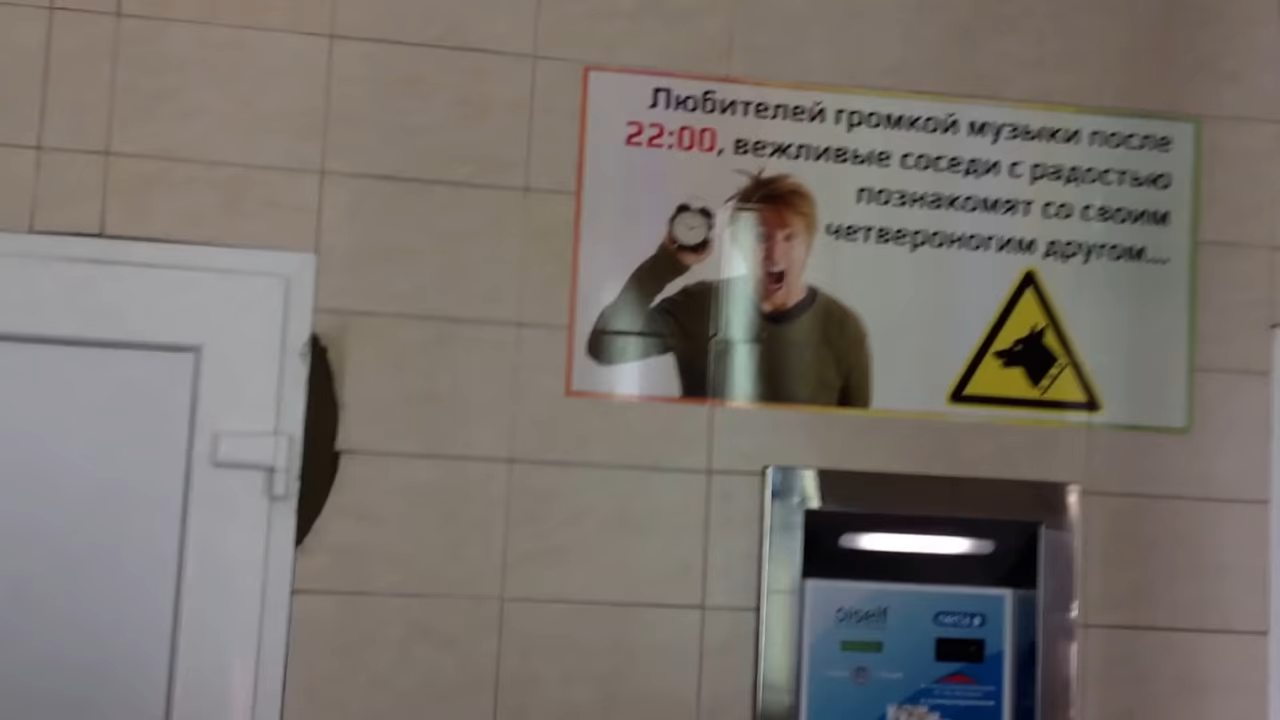 Любителей громкой музыки после
22:00, вежливые соседи с радостью
познакомят со своим
четвероногим другом...